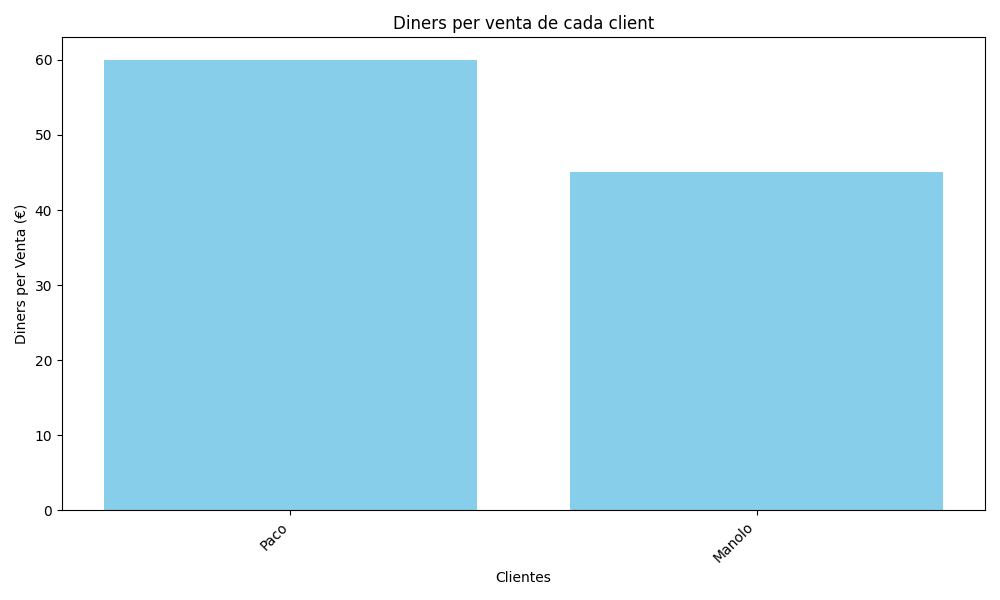 Diners per venta de cada client
Diners per Venta (€)
60
50
40
30
20
10
0
Paco
Manolo
Clientes